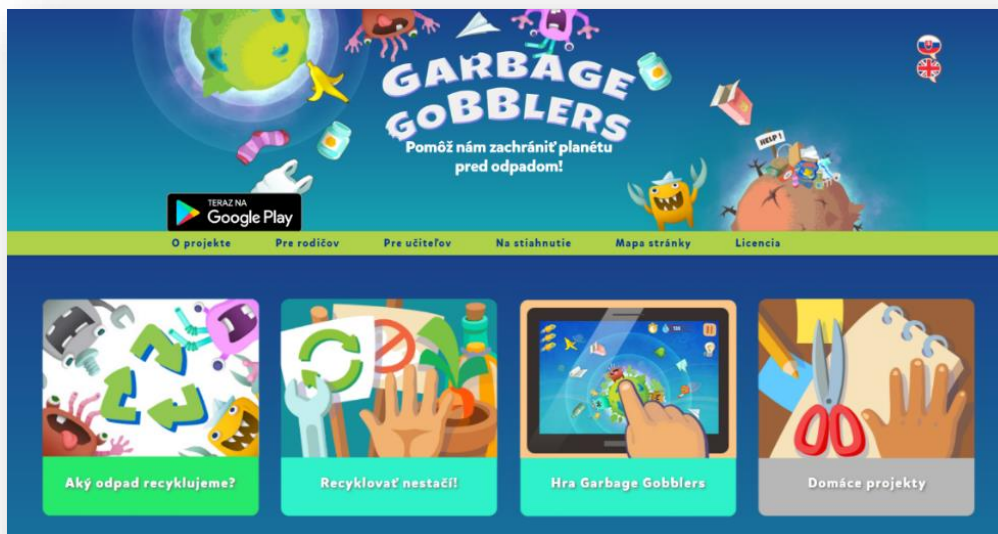 GARBAGE
GOBBLERS
Pomôž nám zachrániť planétu
pred odpadom!
HELP !
TERAZ NA
Google Play
O projekte Pre rodičov Pre učiteľov Na stiahnutie Mapa stránky Licencia
Aký odpad recyklujeme?
Recyklovať nestačí!
Hra Garbage Gobblers
Domáce projekty